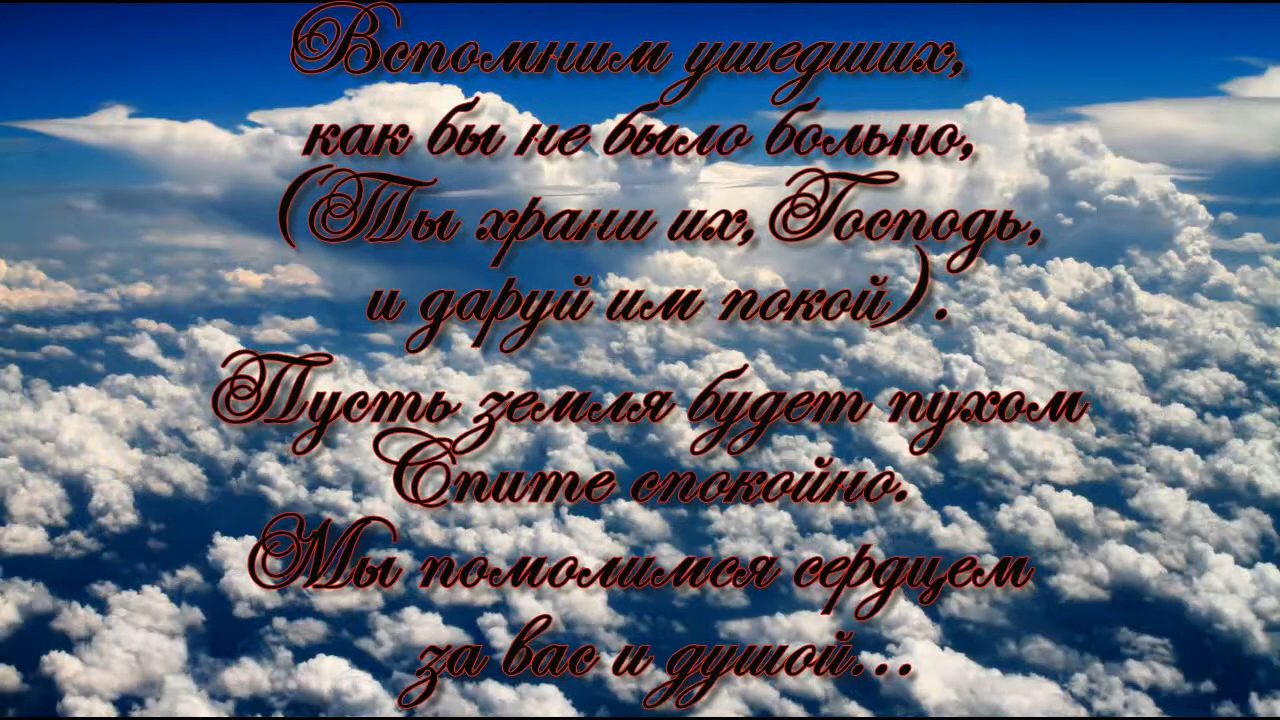 Вспомним ушедших,
как бы не было больно,
(Ты храни их, Господь,
и даруй им покой).
Пусть земля будет пухом
Спите спокойно.
Мы помолимся сердцем
за вас и душой...